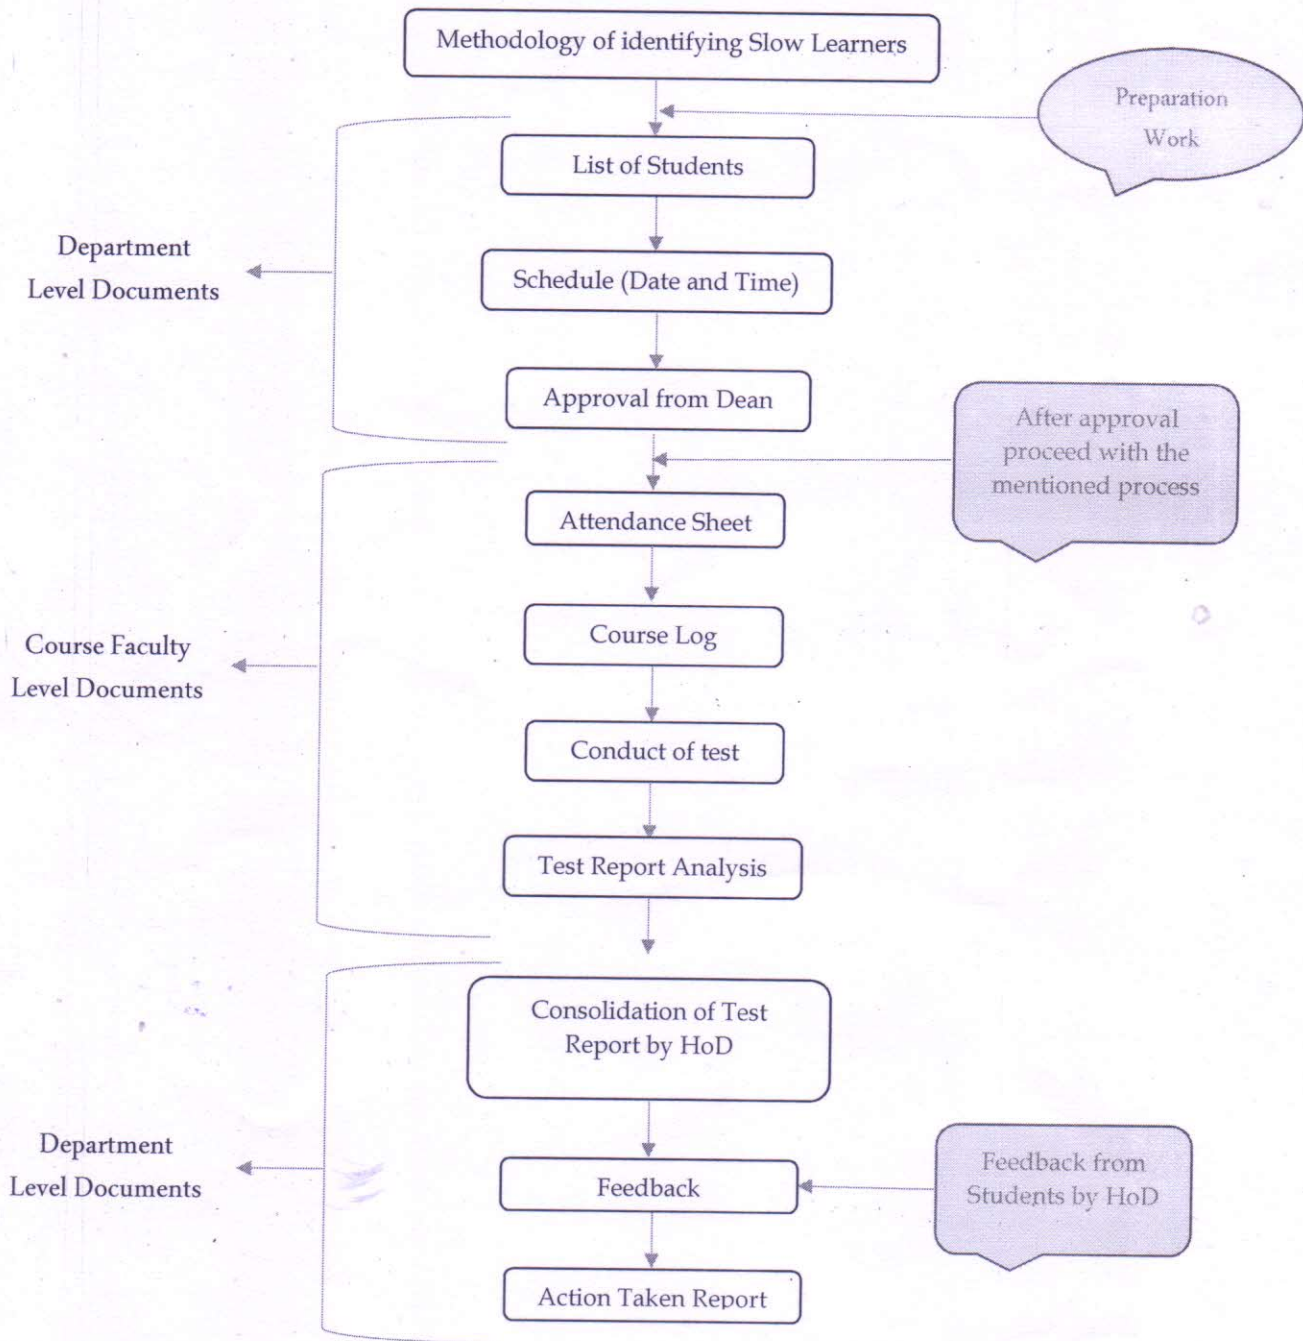 Methodology of identifying Slow Learners
Preparation
Work
List of Students
Department
Level Documents
Schedule (Date and Time)
Approval from Dean
After approval
proceed with the
mentioned process
Attendance Sheet
Course Log
Course Faculty
Level Documents
Conduct of test
Test Report Analysis
Consolidation of Test
Report by HoD
Department
Level Documents
Feedback
Feedback from
Students by HoD
Action Taken Report